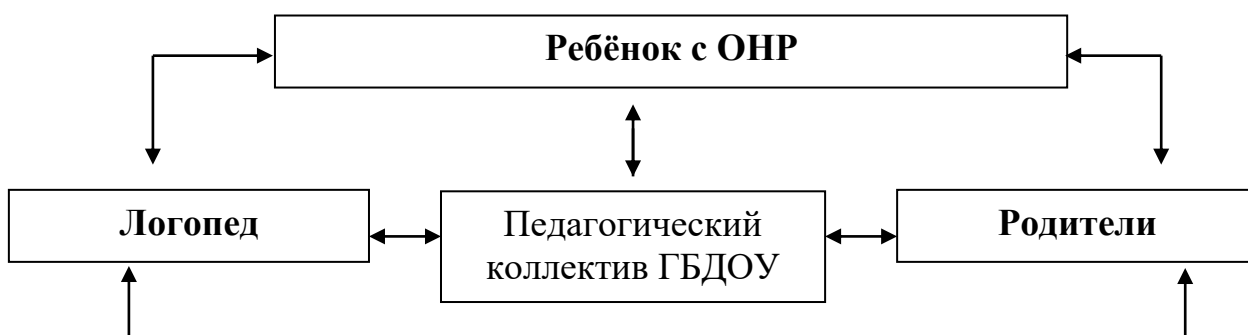 Ребёнок с ОНР
Логопед
Педагогический
коллектив ГБДОУ
Родители